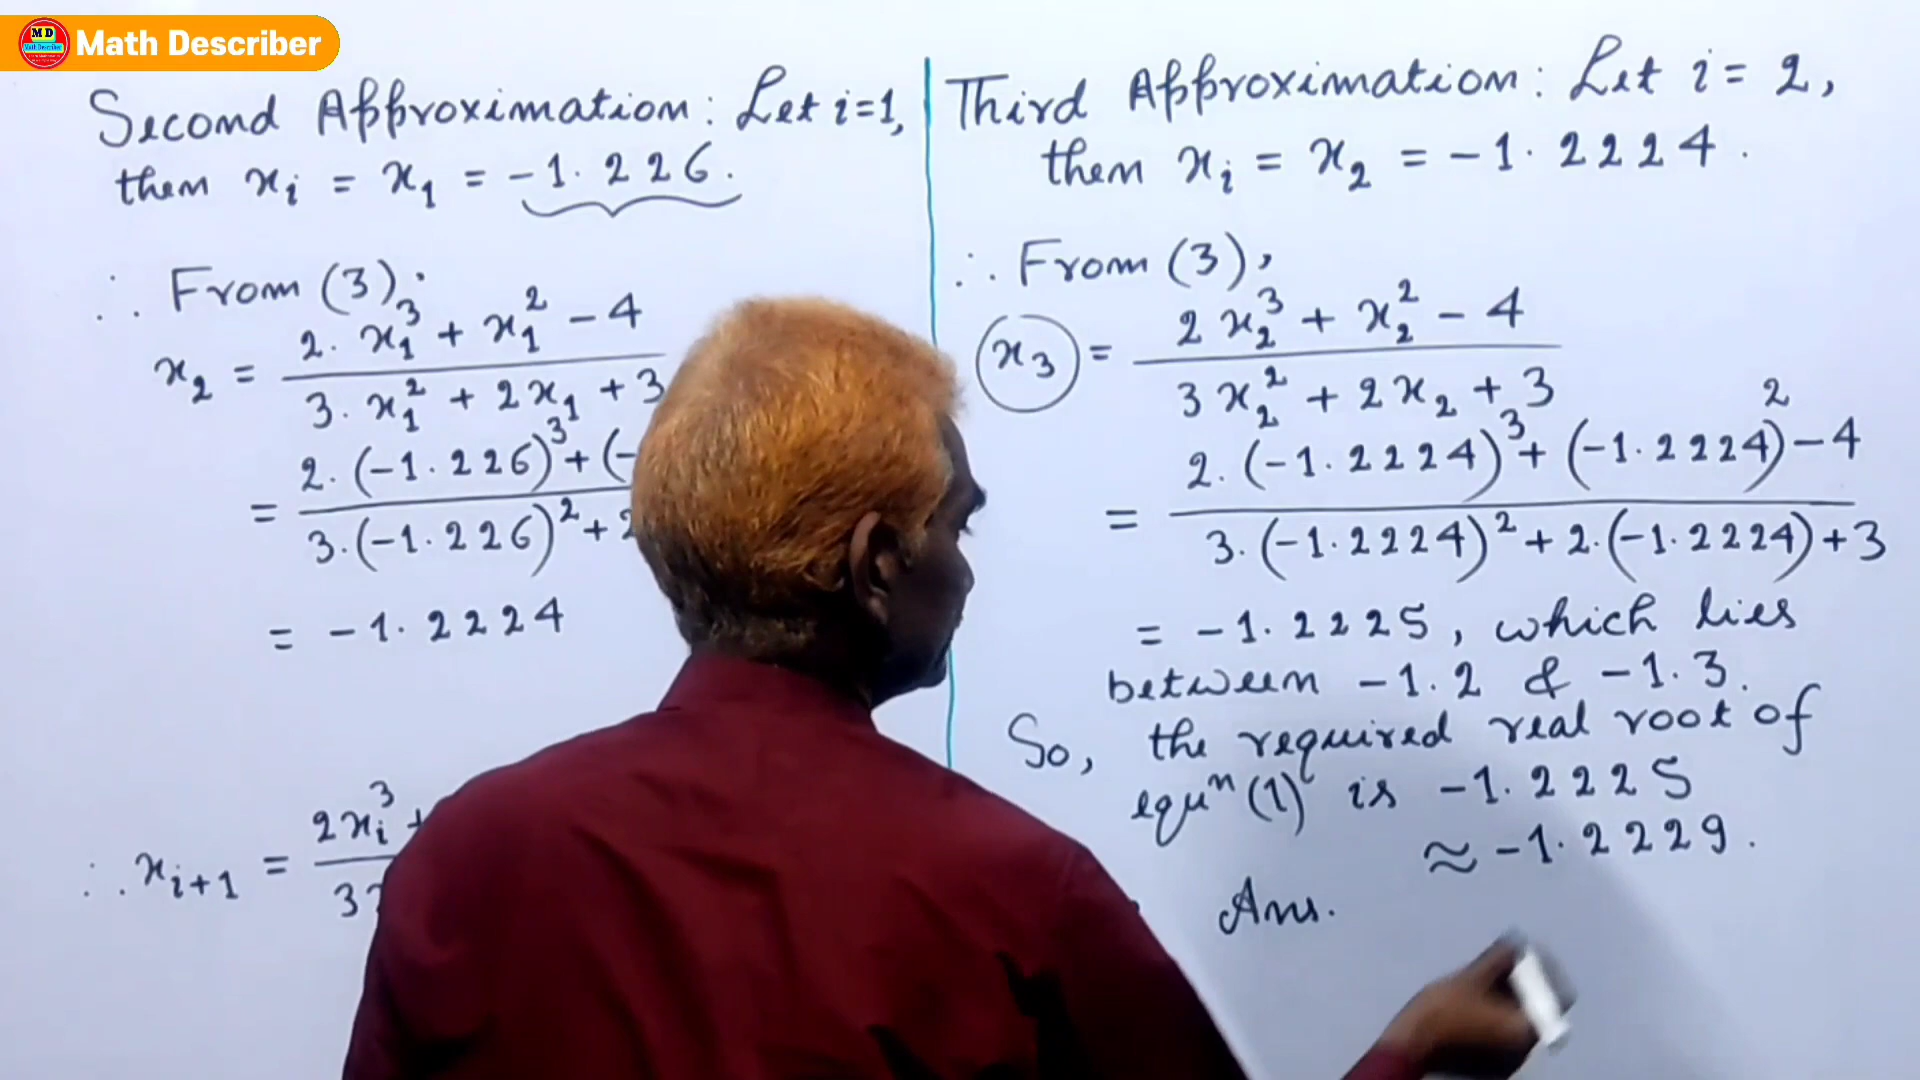 MD
Math Describer
Math Describer
Second Approximation: Let i=1,
then xᵢ = x₁ = -1.226.
∴ From (3),
x₂ = (2.x₁³ + x₁² - 4) / (3.x₁² + 2x₁ + 3
= 2.(-1.226)³ + (- / 3.(-1.226)² + 2
= -1.2224
∴ xᵢ₊₁ = 2xᵢ³ + / 3
Third Approximation: Let i = 2,
then xᵢ = x₂ = -1.2224.
∴ From (3),
x₃ = (2x₂³ + x₂² - 4) / (3x₂² + 2x₂ + 3)
= (2.(-1.2224)³ + (-1.2224)² - 4) / (3.(-1.2224)² + 2.(-1.2224) + 3)
= -1.2225, which lies
between -1.2 & -1.3.
So, the required real root of
equⁿ (1) is -1.2225
≈ -1.2229.
Ans.